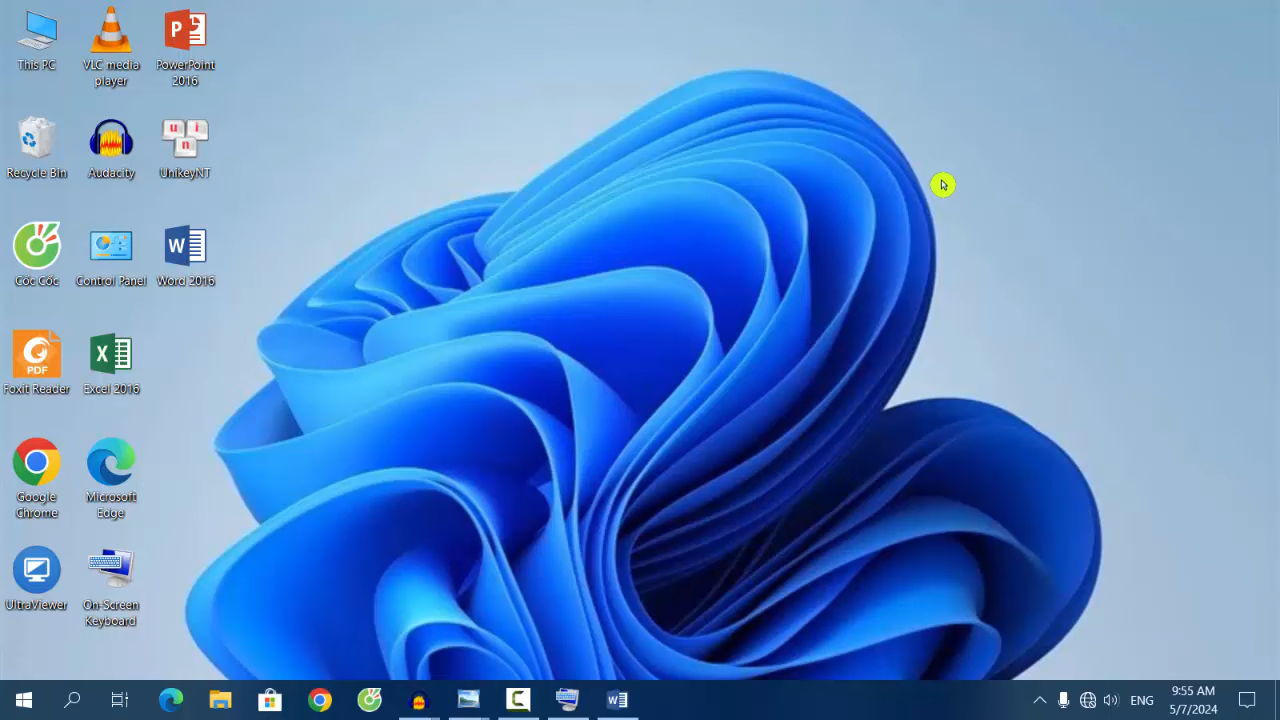 This PC
VLC media
player
PowerPoint
2016
Recycle Bin
Audacity
UnikeyNT
Cốc Cốc
Control Panel
Word 2016
PDF
Foxit Reader
Excel 2016
Google
Chrome
Microsoft
Edge
UltraViewer
On-Screen
Keyboard
ENG
9:55 AM
5/7/2024